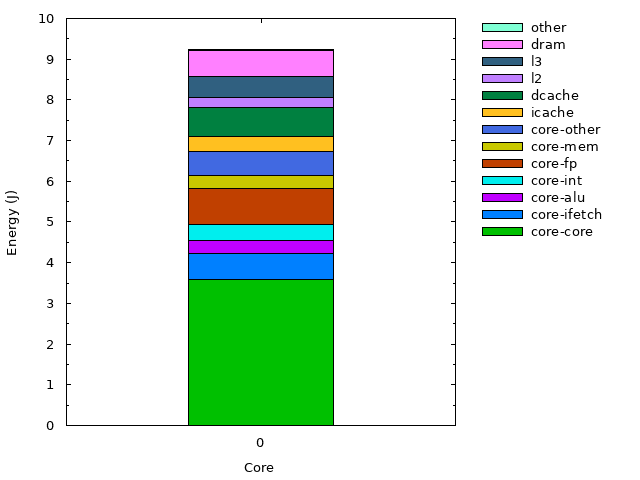 10
9
8
7
6
5
4
3
2
1
0
Energy (J)
0
Core
other
dram
l3
l2
dcache
icache
core-other
core-mem
core-fp
core-int
core-alu
core-ifetch
core-core